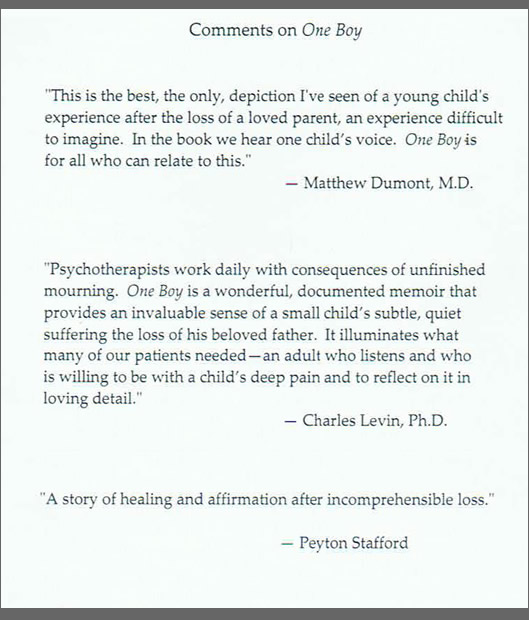 Comments on One Boy
"This is the best, the only, depiction I've seen of a young child's
experience after the loss of a loved parent, an experience difficult
to imagine. In the book we hear one child's voice. One Boy is
for all who can relate to this."
— Matthew Dumont, M.D.
"Psychotherapists work daily with consequences of unfinished
mourning. One Boy is a wonderful, documented memoir that
provides an invaluable sense of a small child's subtle, quiet
suffering the loss of his beloved father. It illuminates what
many of our patients needed—an adult who listens and who
is willing to be with a child's deep pain and to reflect on it in
loving detail."
— Charles Levin, Ph.D.
"A story of healing and affirmation after incomprehensible loss."
— Peyton Stafford